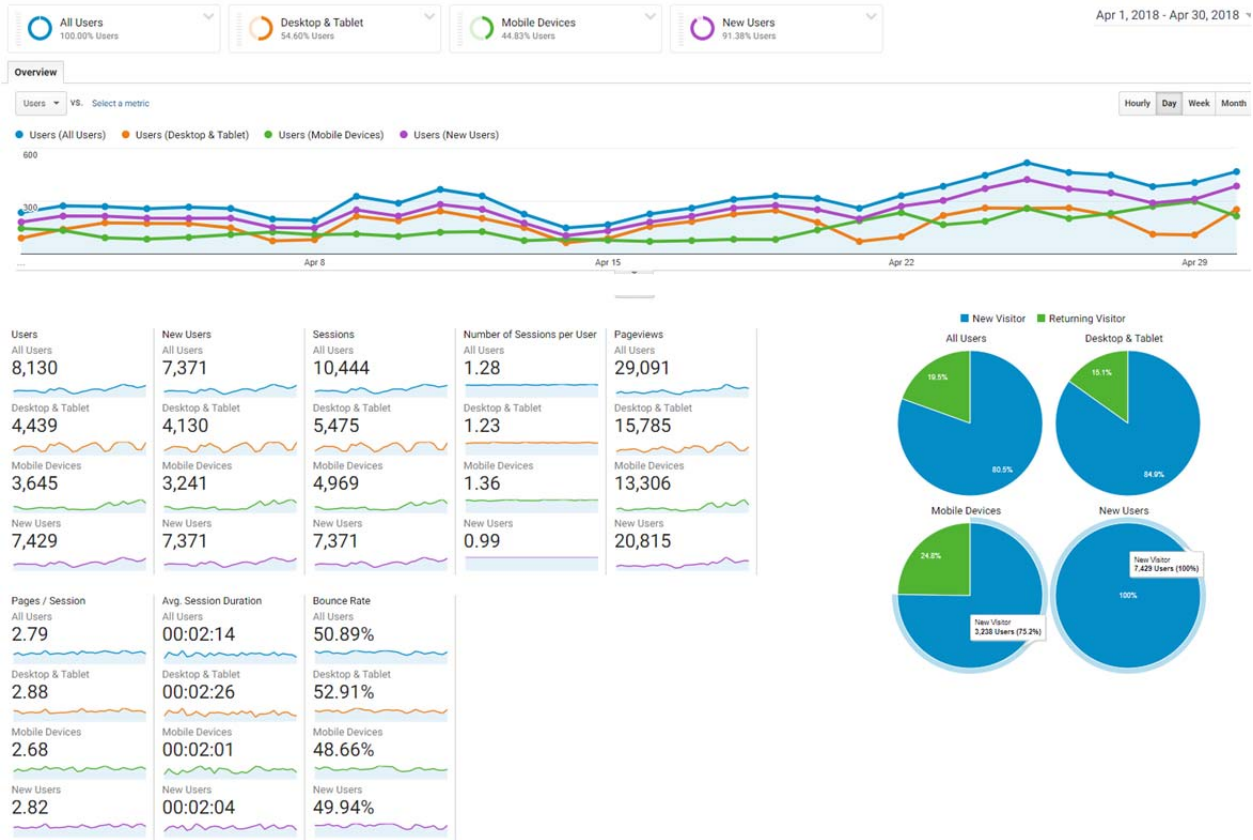 All Users
100.00% Users
Desktop & Tablet
54.60% Users
Mobile Devices
44.83% Users
New Users
91.38% Users
Apr 1, 2018 - Apr 30, 2018
Overview
Users VS. Select a metric
Hourly Day Week Month
Users (All Users) Users (Desktop & Tablet) Users (Mobile Devices) Users (New Users)
600
300
... Apr 8 Apr 15 Apr 22 Apr 29
Users
All Users
8,130
Desktop & Tablet
4,439
Mobile Devices
3,645
New Users
7,429
New Users
All Users
7,371
Desktop & Tablet
4,130
Mobile Devices
3,241
New Users
7,371
Sessions
All Users
10,444
Desktop & Tablet
5,475
Mobile Devices
4,969
New Users
7,371
Number of Sessions per User
All Users
1.28
Desktop & Tablet
1.23
Mobile Devices
1.36
New Users
0.99
Pageviews
All Users
29,091
Desktop & Tablet
15,785
Mobile Devices
13,306
New Users
20,815
Pages / Session
All Users
2.79
Desktop & Tablet
2.88
Mobile Devices
2.68
New Users
2.82
Avg. Session Duration
All Users
00:02:14
Desktop & Tablet
00:02:26
Mobile Devices
00:02:01
New Users
00:02:04
Bounce Rate
All Users
50.89%
Desktop & Tablet
52.91%
Mobile Devices
48.66%
New Users
49.94%
New Visitor Returning Visitor
All Users
19.5%
80.5%
Desktop & Tablet
15.1%
84.9%
Mobile Devices
24.8%
New Visitor
3,238 Users (75.2%)
New Users
New Visitor
7,429 Users (100%)
100%